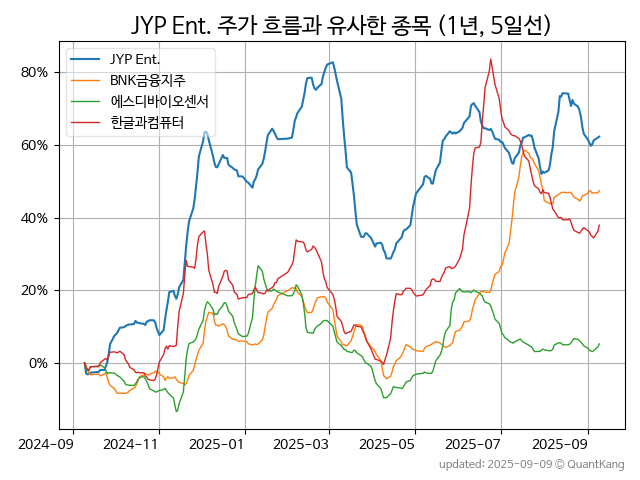 JYP Ent. 주가 흐름과 유사한 종목 (1년, 5일선)
JYP Ent.
BNK금융지주
에스디바이오센서
한글과컴퓨터
80%
60%
40%
20%
0%
2024-09 2024-11 2025-01 2025-03 2025-05 2025-07 2025-09
updated: 2025-09-09 © QuantKang